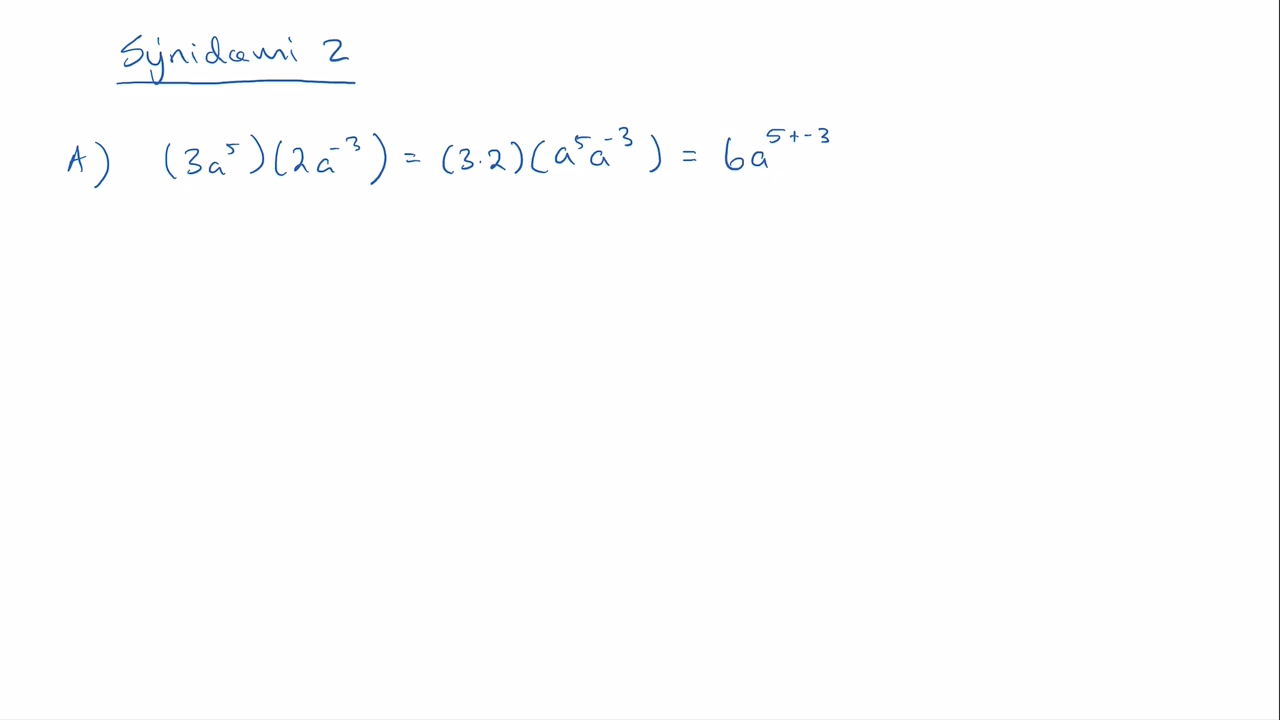 Sýnidæmi 2
A) (3a⁵)(2a⁻³) = (3·2)(a⁵a⁻³) = 6a⁵⁺⁻³